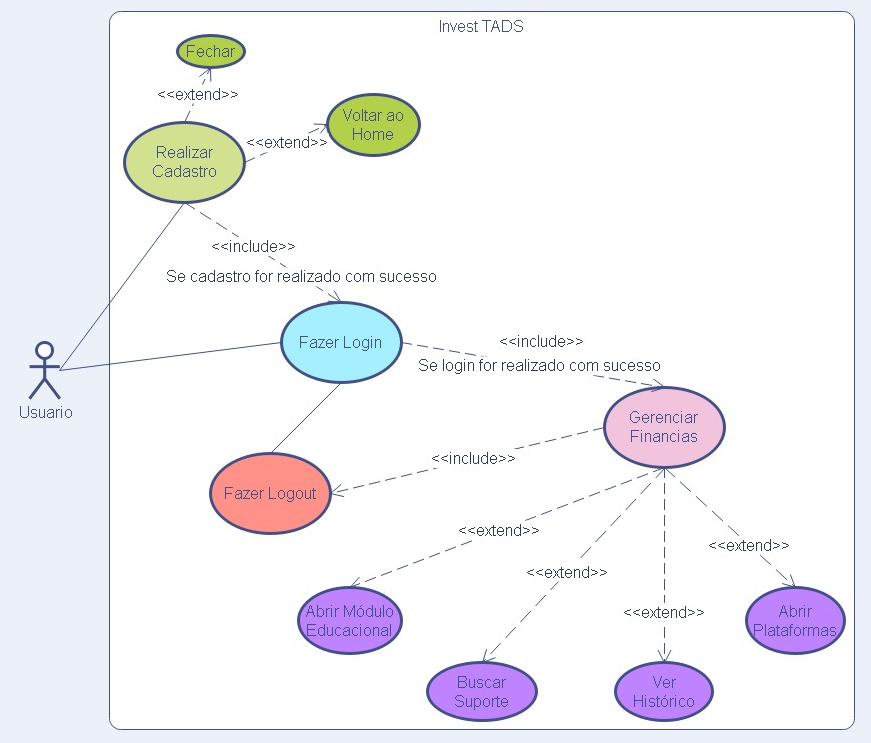 Invest TADS
Fechar
<<extend>>
Voltar ao
Home
<<extend>>
Realizar
Cadastro
<<include>>
Se cadastro for realizado com sucesso
Fazer Login
<<include>>
Se login for realizado com sucesso
Usuario
Gerenciar
Financias
<<include>>
Fazer Logout
<<extend>>
<<extend>>
<<extend>>
<<extend>>
Abrir Módulo
Educacional
Abrir
Plataformas
Buscar
Suporte
Ver
Histórico